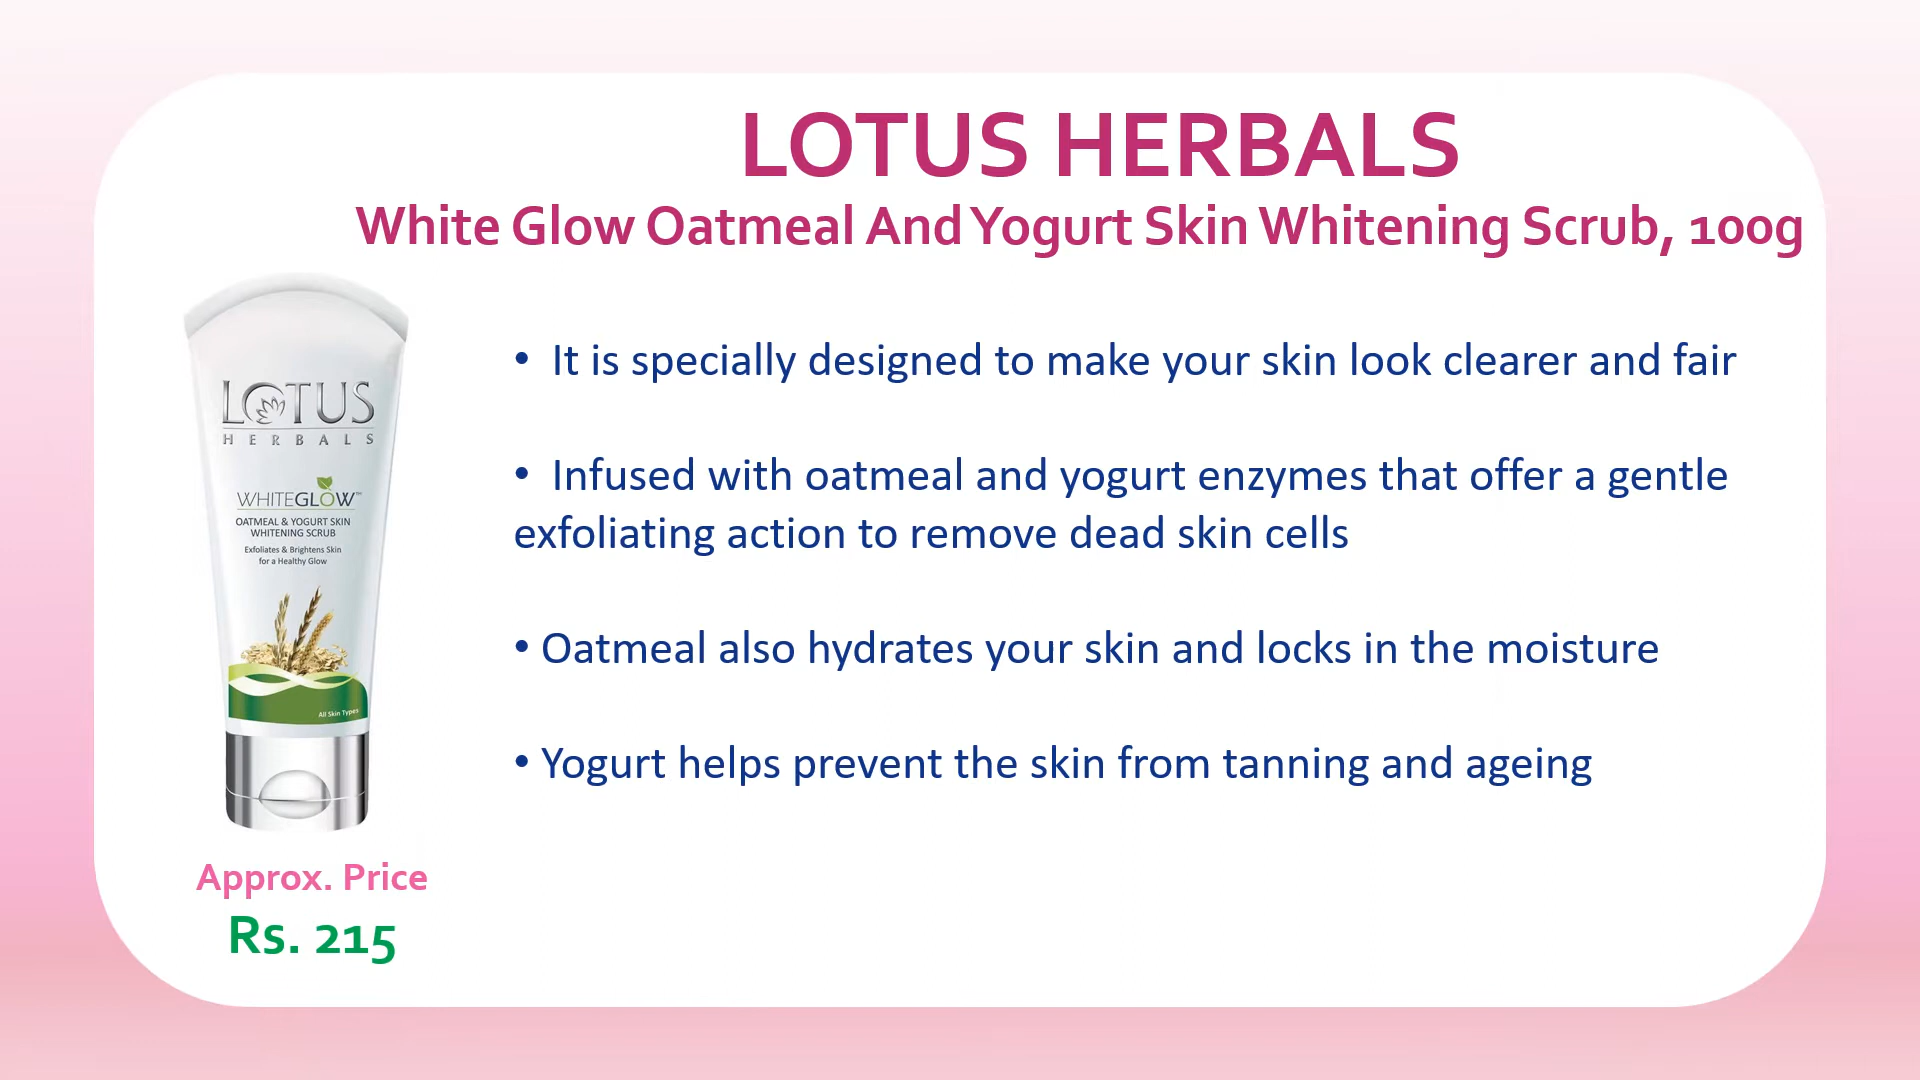 LOTUS HERBALS
White Glow Oatmeal And Yogurt Skin Whitening Scrub, 100g
LOTUS
HERBALS
WHITEGLOW™
OATMEAL & YOGURT SKIN
WHITENING SCRUB
Exfoliates & Brightens Skin
for a Healthy Glow
All Skin Types
Approx. Price
Rs. 215
• It is specially designed to make your skin look clearer and fair
• Infused with oatmeal and yogurt enzymes that offer a gentle
exfoliating action to remove dead skin cells
• Oatmeal also hydrates your skin and locks in the moisture
• Yogurt helps prevent the skin from tanning and ageing